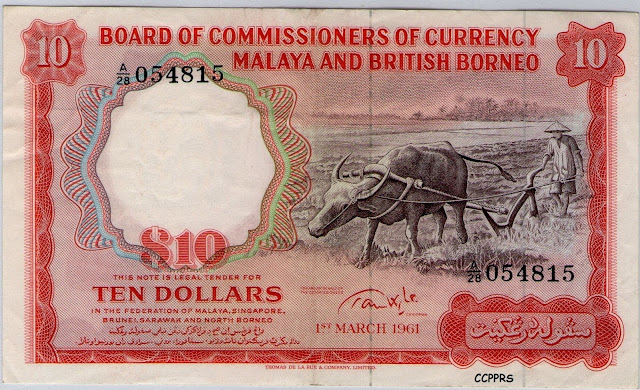 10
BOARD OF COMMISSIONERS OF CURRENCY
MALAYA AND BRITISH BORNEO
10
A/28 054815
$10
THIS NOTE IS LEGAL TENDER FOR
TEN DOLLARS
IN THE FEDERATION OF MALAYA, SINGAPORE,
BRUNEI, SARAWAK AND NORTH BORNEO
A/28 054815
CHAIRMAN
1ST MARCH 1961
THOMAS DE LA RUE & COMPANY, LIMITED.
CCPPRS